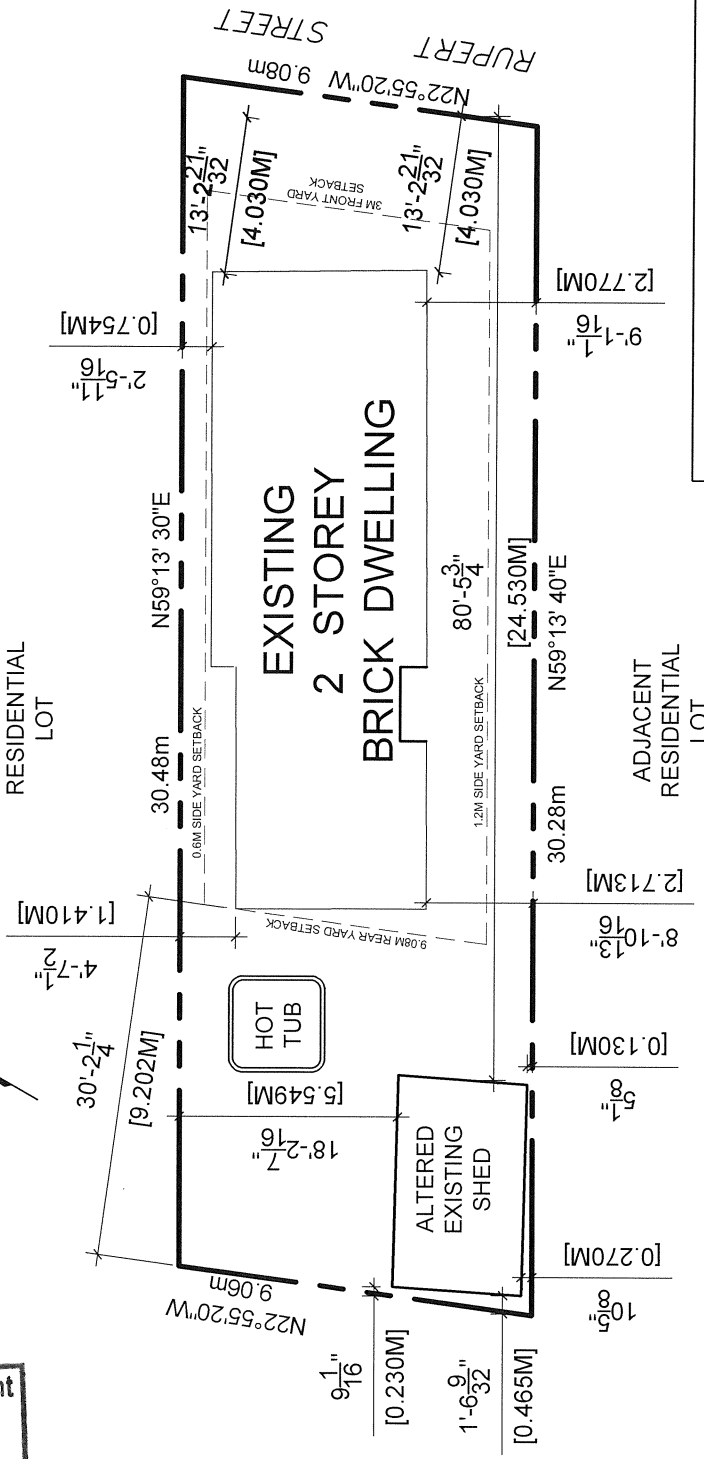 RUPERT STREET
N22°55'20"W 9.08m
13'-2 21/32"
[4.030M]
13'-2 21/32"
[4.030M]
3M FRONT YARD
SETBACK
[0.754M]
2'-5 11/16"
[2.770M]
9'-1 1/16"
N59°13' 30"E
30.48m
0.6M SIDE YARD SETBACK
RESIDENTIAL
LOT
EXISTING
2 STOREY
BRICK DWELLING
80'-5 3/4"
[24.530M]
N59°13' 40"E
30.28m
1.2M SIDE YARD SETBACK
ADJACENT
RESIDENTIAL
LOT
[1.410M]
4'-7 1/2"
9.08M REAR YARD SETBACK
[2.713M]
8'-10 13/16"
30'-2 1/4"
[9.202M]
HOT
TUB
[5.549M]
18'-2 7/16"
[0.130M]
5 1/8"
ALTERED
EXISTING
SHED
[0.270M]
10 5/8"
N22°55'20"W
9.06m
9 1/16"
[0.230M]
1'-6 9/32"
[0.465M]